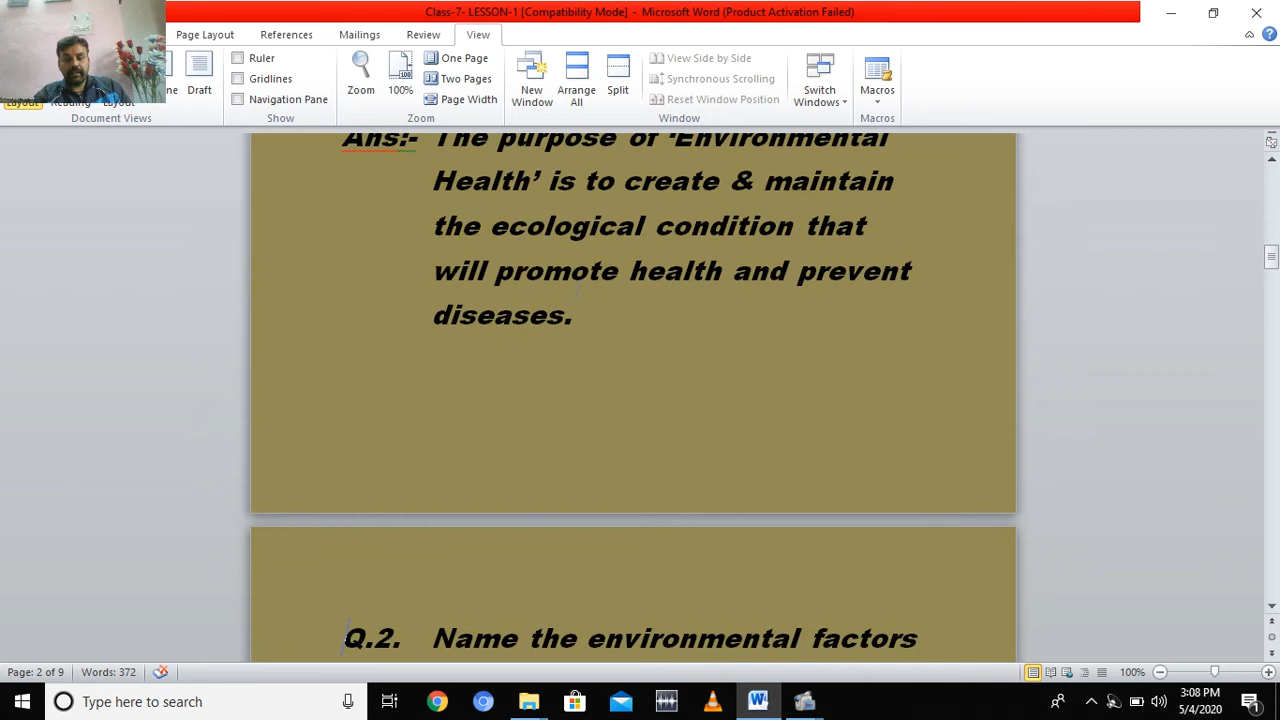 Class-7- LESSON-1 [Compatibility Mode] - Microsoft Word (Product Activation Failed)
Page Layout References Mailings Review View
Layout Reading Layout Draft
Document Views
Ruler
Gridlines
Navigation Pane
Show
Zoom 100%
One Page
Two Pages
Page Width
Zoom
New Window Arrange All Split
View Side by Side
Synchronous Scrolling
Reset Window Position
Window
Switch Windows
Macros
Macros
Ans:- The purpose of ‘Environmental
Health’ is to create & maintain
the ecological condition that
will promote health and prevent
diseases.
Q.2. Name the environmental factors
Page: 2 of 9 Words: 372 100%
Type here to search
3:08 PM
5/4/2020